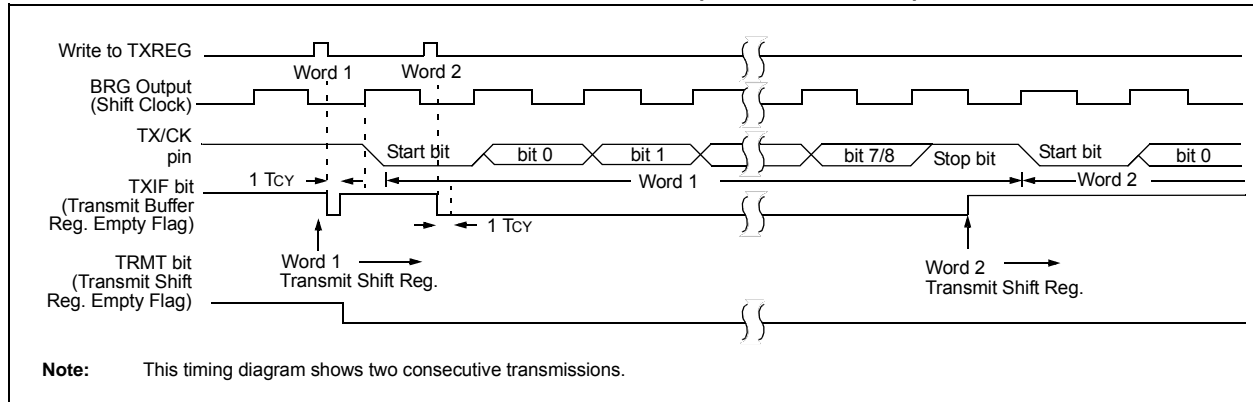 Write to TXREG
Word 1
Word 2
BRG Output
(Shift Clock)
TX/CK
pin
Start bit
bit 0
bit 1
bit 7/8
Stop bit
Start bit
bit 0
1 TCY
Word 1
Word 2
TXIF bit
(Transmit Buffer
Reg. Empty Flag)
1 TCY
Word 1
Transmit Shift Reg.
Word 2
Transmit Shift Reg.
TRMT bit
(Transmit Shift
Reg. Empty Flag)
Note: This timing diagram shows two consecutive transmissions.